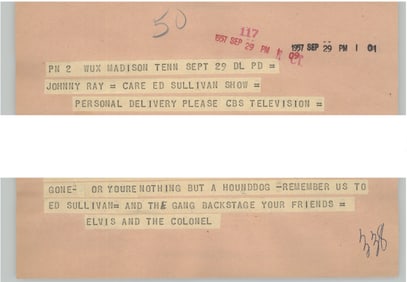 50
117
1957 SEP 29 PM 1 09
1957 SEP 29 PM 1 01
PN 2 WUX MADISON TENN SEPT 29 DL PD =
JOHNNY RAY = CARE ED SULLIVAN SHOW =
PERSONAL DELIVERY PLEASE CBS TELEVISION =
GONE- OR YOURE NOTHING BUT A HOUNDDOG -REMEMBER US TO
ED SULLIVAN= AND THE GANG BACKSTAGE YOUR FRIENDS =
ELVIS AND THE COLONEL
338